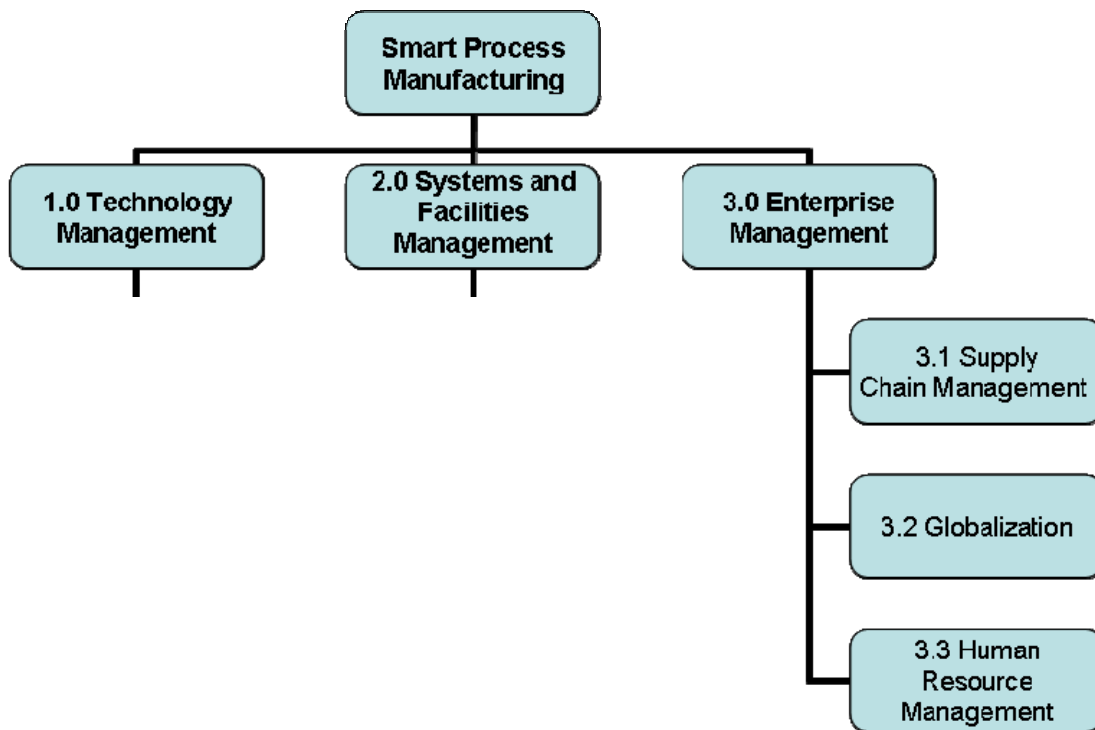 Smart Process
Manufacturing
1.0 Technology
Management
2.0 Systems and
Facilities
Management
3.0 Enterprise
Management
3.1 Supply
Chain Management
3.2 Globalization
3.3 Human
Resource
Management